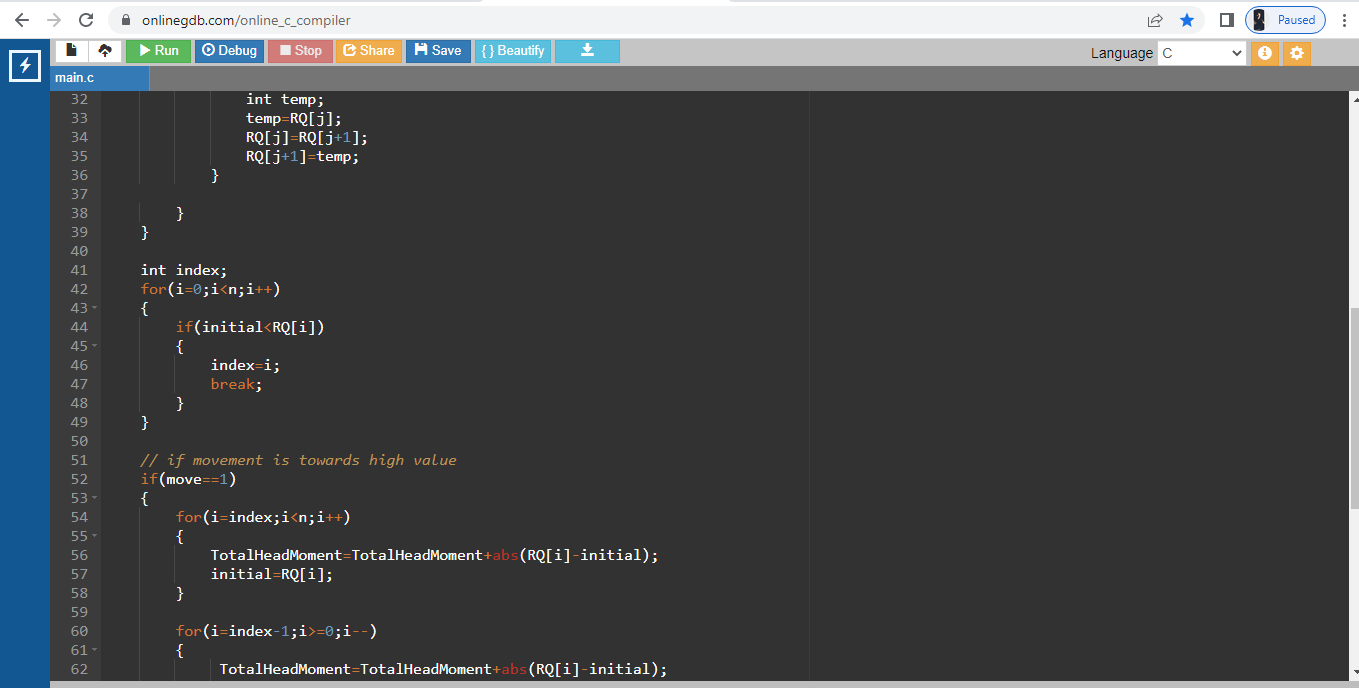 onlinegdb.com/online_c_compiler
Paused
Run Debug Stop Share Save { } Beautify
Language C
main.c
32 int temp;
33 temp=RQ[j];
34 RQ[j]=RQ[j+1];
35 RQ[j+1]=temp;
36 }
37
38 }
39 }
40
41 int index;
42 for(i=0;i<n;i++)
43 {
44 if(initial<RQ[i])
45 {
46 index=i;
47 break;
48 }
49 }
50
51 // if movement is towards high value
52 if(move==1)
53 {
54 for(i=index;i<n;i++)
55 {
56 TotalHeadMoment=TotalHeadMoment+abs(RQ[i]-initial);
57 initial=RQ[i];
58 }
59
60 for(i=index-1;i>=0;i--)
61 {
62 TotalHeadMoment=TotalHeadMoment+abs(RQ[i]-initial);